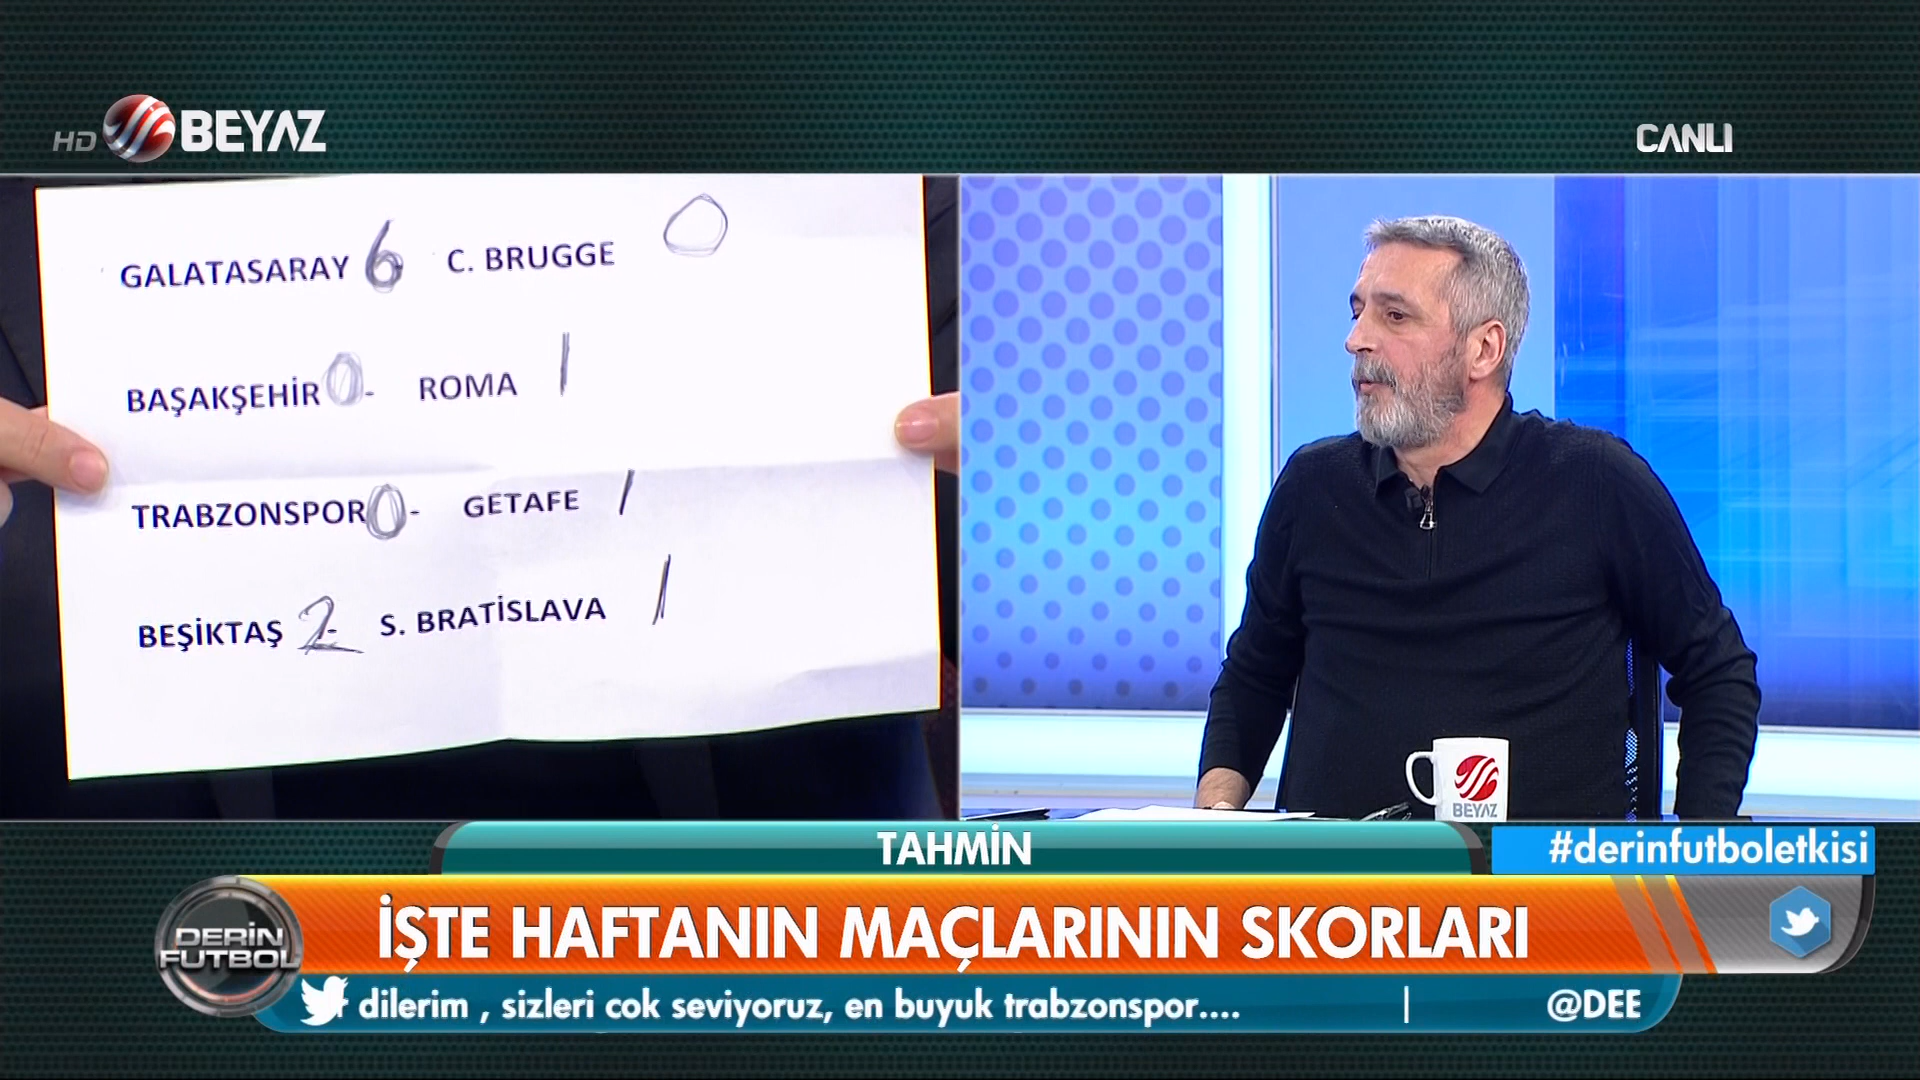 HD BEYAZ
CANLI
GALATASARAY 6 C. BRUGGE 0
BAŞAKŞEHİR 0 - ROMA 1
TRABZONSPOR 0 - GETAFE 1
BEŞİKTAŞ 2 - S. BRATİSLAVA 1
BEYAZ
TAHMİN
#derinfutboletkisi
DERİN
FUTBOL
İŞTE HAFTANIN MAÇLARININ SKORLARI
r dilerim , sizleri cok seviyoruz, en buyuk trabzonspor.... | @DEE